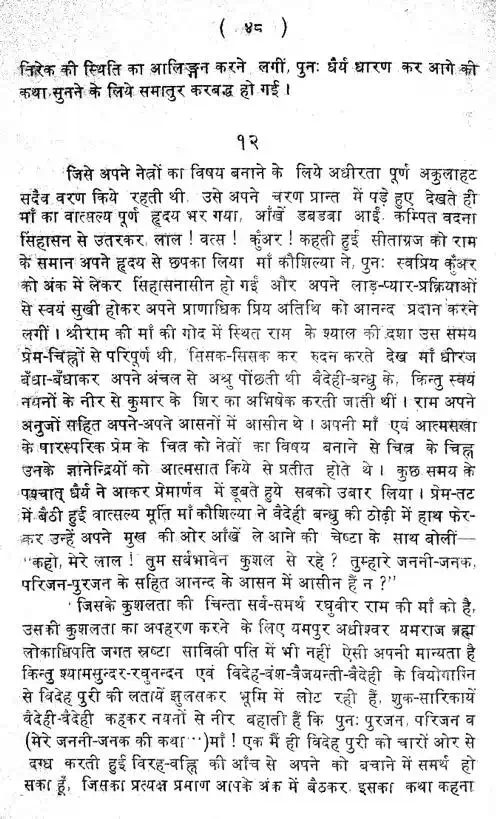 ( ४८ )
तिरेक की स्थिति का आलिङ्गन करने लगीं, पुनः धैर्य धारण कर आगे की
कथा सुनने के लिये समातुर करबद्ध हो गईं ।
१२
जिसे अपने नेत्रों का विषय बनाने के लिये अधीरता पूर्ण अकुलाहट
सदैव वरण किये रहती थी, उसे अपने चरण प्रान्त में पड़े हुए देखते ही
माँ का वात्सल्य पूर्ण हृदय भर गया, आँखें डबडबा आईं, कम्पित वदना
सिंहासन से उतरकर, लाल ! वत्स ! कुँअर ! कहती हुई सीताग्रज को राम
के समान अपने हृदय से छपका लिया माँ कौशिल्या ने, पुनः स्वप्रिय कुँअर
को अंक में लेकर सिंहासनासीन हो गईं और अपने लाड़-प्यार-प्रक्रियाओं
से स्वयं सुखी होकर अपने प्राणाधिक प्रिय अतिथि को आनन्द प्रदान करने
लगीं । श्रीराम की माँ की गोद में स्थित राम के श्याल की दशा उस समय
प्रेम-चिह्नों से परिपूर्ण थी, सिसक-सिसक कर रुदन करते देख माँ धीरज
बँधा-बँधाकर अपने अंचल से अश्रु पोंछती थी वैदेही-बन्धु के, किन्तु स्वयं
नयनों के नीर से कुमार के शिर का अभिषेक करती जाती थीं । राम अपने
अनुजों सहित अपने-अपने आसनों में आसीन थे । अपनी माँ एवं आत्मसखा
के पारस्परिक प्रेम के चित्र को नेत्रों का विषय बनाने से चित्र के चिह्न
उनके ज्ञानेन्द्रियों को आत्मसात किये से प्रतीत होते थे । कुछ समय के
पश्चात् धैर्य ने आकर प्रेमार्णव में डूबते हुये सबको उबार लिया । प्रेम-तट
में बैठी हुई वात्सल्य मूर्ति माँ कौशिल्या ने वैदेही बन्धु की ठोढ़ी में हाथ फेर-
कर उन्हें अपने मुख की ओर आँखें ले आने की चेष्टा के साथ बोलीं—
"कहो, मेरे लाल ! तुम सर्वभावेन कुशल से रहे ? तुम्हारे जननी-जनक,
परिजन-पुरजन के सहित आनन्द के आसन में आसीन हैं न ?"
जिसके कुशलता की चिन्ता सर्व-समर्थ रघुवीर राम की माँ को है,
उसकी कुशलता का अपहरण करने के लिए यमपुर अधीश्वर यमराज ब्रह्म
लोकाधिपति जगत स्रष्टा सावित्री पति में भी नहीं ऐसी अपनी मान्यता है
किन्तु श्यामसुन्दर-रघुनन्दन एवं विदेह-वंश-वैजयन्ती-वैदेही के वियोगाग्नि
से विदेह पुरी की लतायें झुलसकर भूमि में लोट रही हैं, शुक-सारिकायें
वैदेही-वैदेही कहकर नयनों से नीर बहाती हैं कि पुनः पुरजन, परिजन व
(मेरे जननी-जनक की कथा...) माँ ! एक मैं ही विदेह पुरी को चारों ओर से
दग्ध करती हुई विरह-वह्नि की आँच से अपने को बचाने में समर्थ हो
सका हूँ, जिसका प्रत्यक्ष प्रमाण आपके अंक में बैठकर, इसका कथा कहना